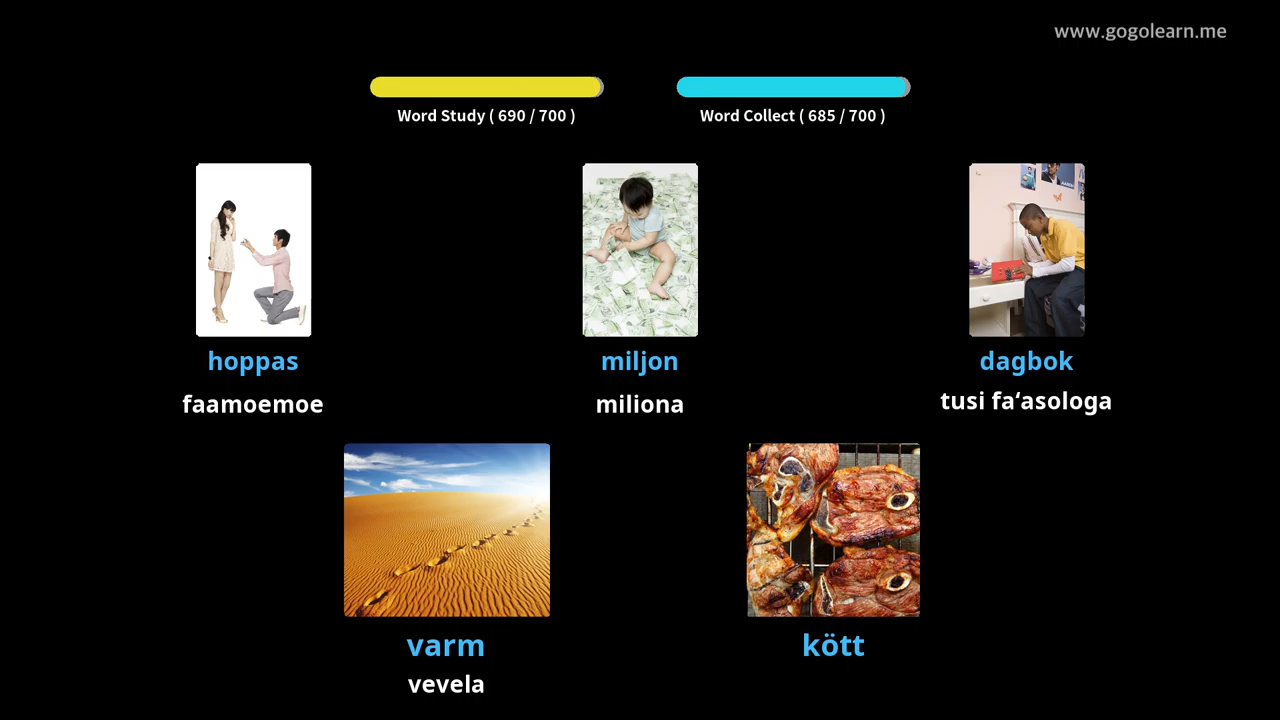 www.gogolearn.me
Word Study ( 690 / 700 )
Word Collect ( 685 / 700 )
hoppas
miljon
dagbok
faamoemoe
miliona
tusi fa‘asologa
varm
kött
vevela